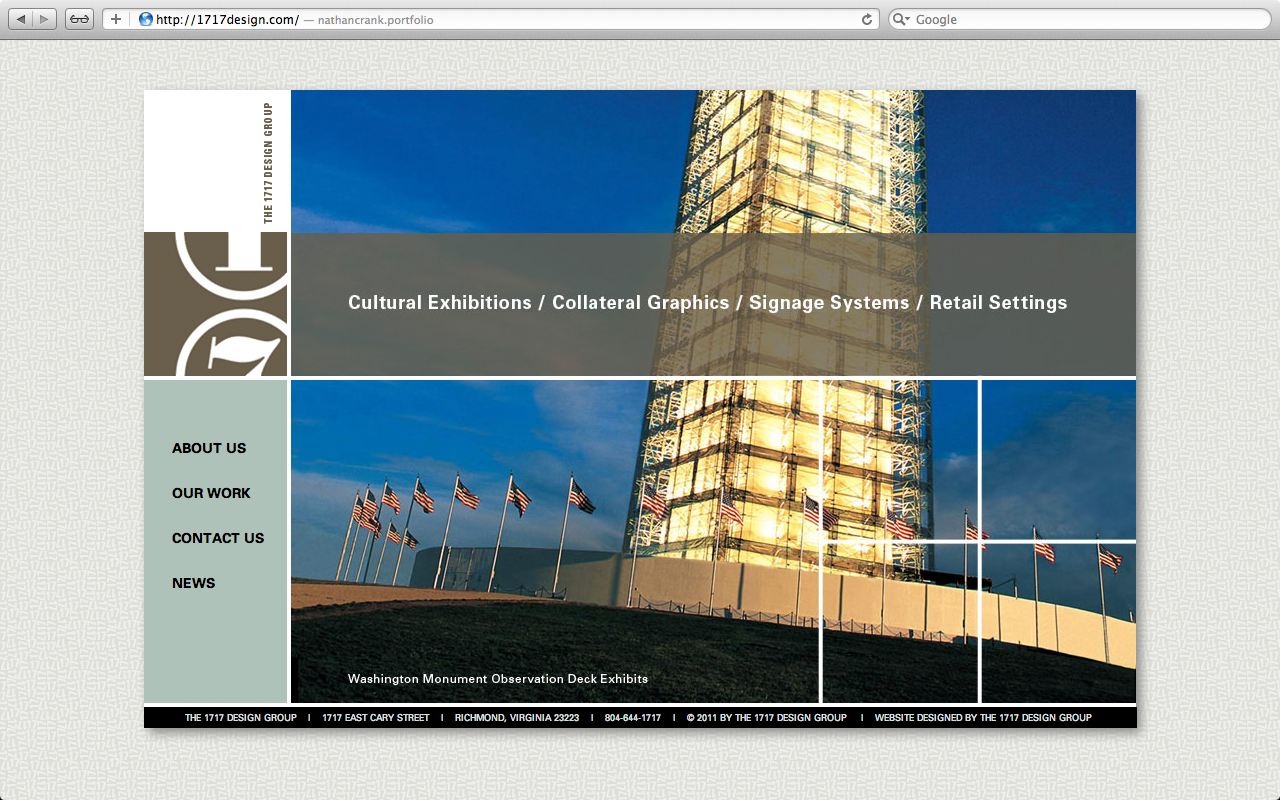 http://1717design.com/ — nathancrank.portfolio
Google
THE 1717 DESIGN GROUP
1
7
Cultural Exhibitions / Collateral Graphics / Signage Systems / Retail Settings
ABOUT US
OUR WORK
CONTACT US
NEWS
Washington Monument Observation Deck Exhibits
THE 1717 DESIGN GROUP I 1717 EAST CARY STREET I RICHMOND, VIRGINIA 23223 I 804-644-1717 I © 2011 BY THE 1717 DESIGN GROUP I WEBSITE DESIGNED BY THE 1717 DESIGN GROUP